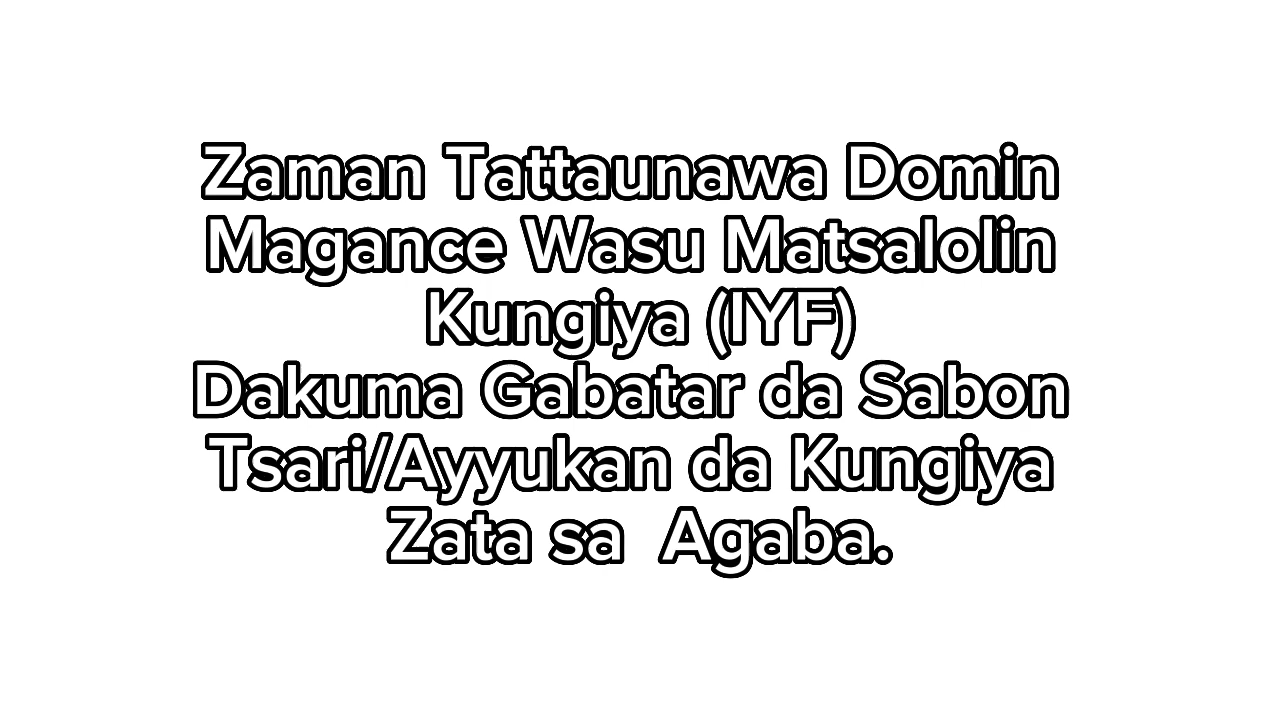 Zaman Tattaunawa Domin
Magance Wasu Matsalolin
Kungiya (IYF)
Dakuma Gabatar da Sabon
Tsari/Ayyukan da Kungiya
Zata sa  Agaba.